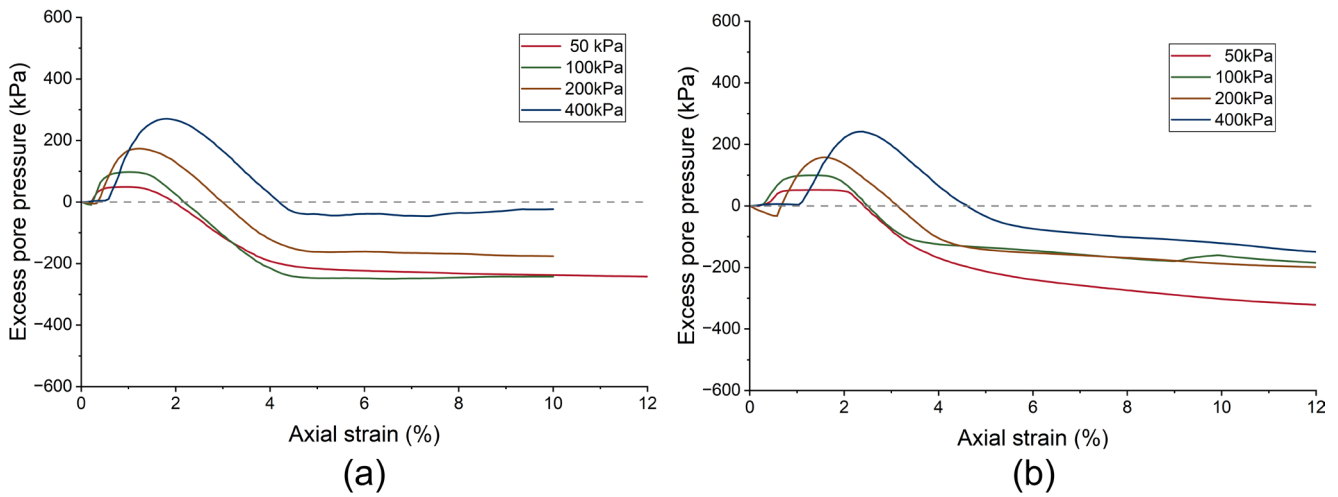 600
400
200
0
−200
−400
−600
Excess pore pressure (kPa)
50 kPa
100kPa
200kPa
400kPa
0 2 4 6 8 10 12
Axial strain (%)
(a)
600
400
200
0
−200
−400
−600
Excess pore pressure (kPa)
50kPa
100kPa
200kPa
400kPa
0 2 4 6 8 10 12
Axial strain (%)
(b)